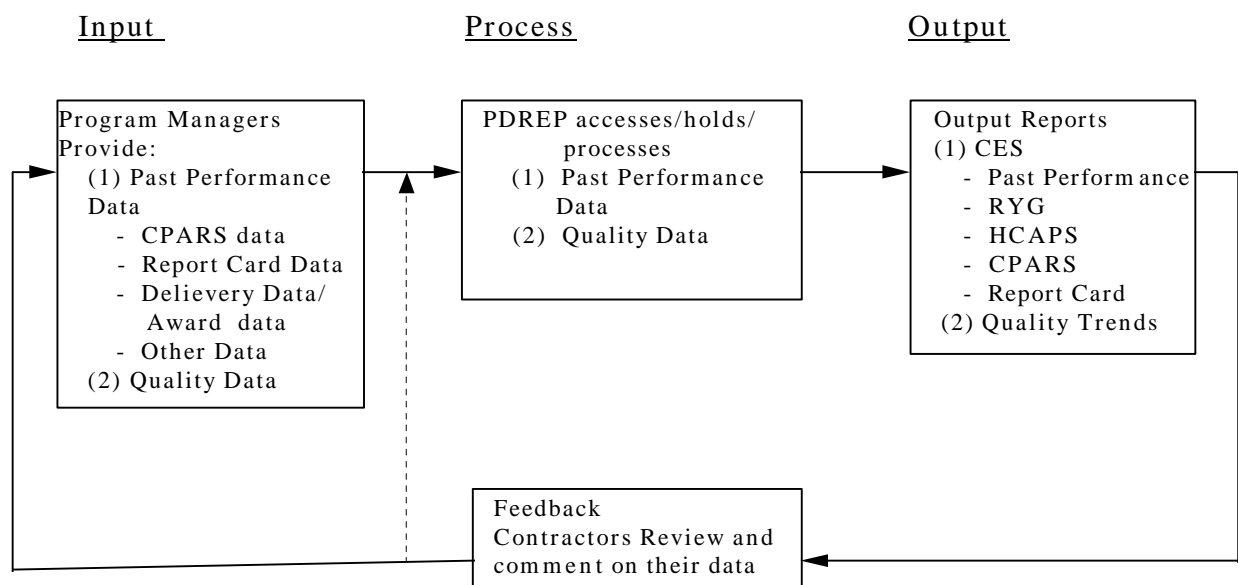 Input
Process
Output
Program Managers
Provide:
(1) Past Performance
Data
- CPARS data
- Report Card Data
- Delievery Data/
Award data
- Other Data
(2) Quality Data
PDREP accesses/holds/
processes
(1) Past Performance
Data
(2) Quality Data
Output Reports
(1) CES
- Past Performance
- RYG
- HCAPS
- CPARS
- Report Card
(2) Quality Trends
Feedback
Contractors Review and
comment on their data